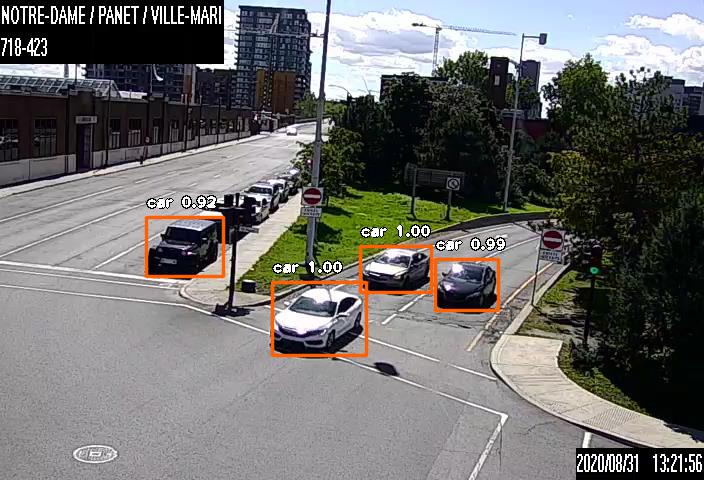 NOTRE-DAME / PANET / VILLE-MARI
718-423
car 0.92
car 1.00
car 0.99
car 1.00
2020/08/31 13:21:56